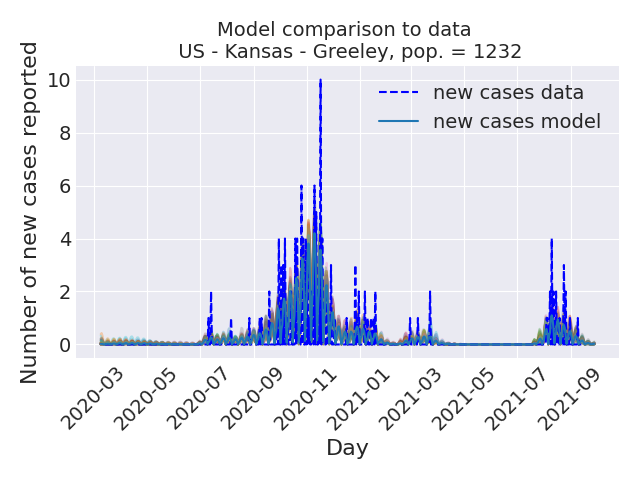 Model comparison to data
US - Kansas - Greeley, pop. = 1232
Number of new cases reported
10
8
6
4
2
0
new cases data
new cases model
2020-03
2020-05
2020-07
2020-09
2020-11
2021-01
2021-03
2021-05
2021-07
2021-09
Day